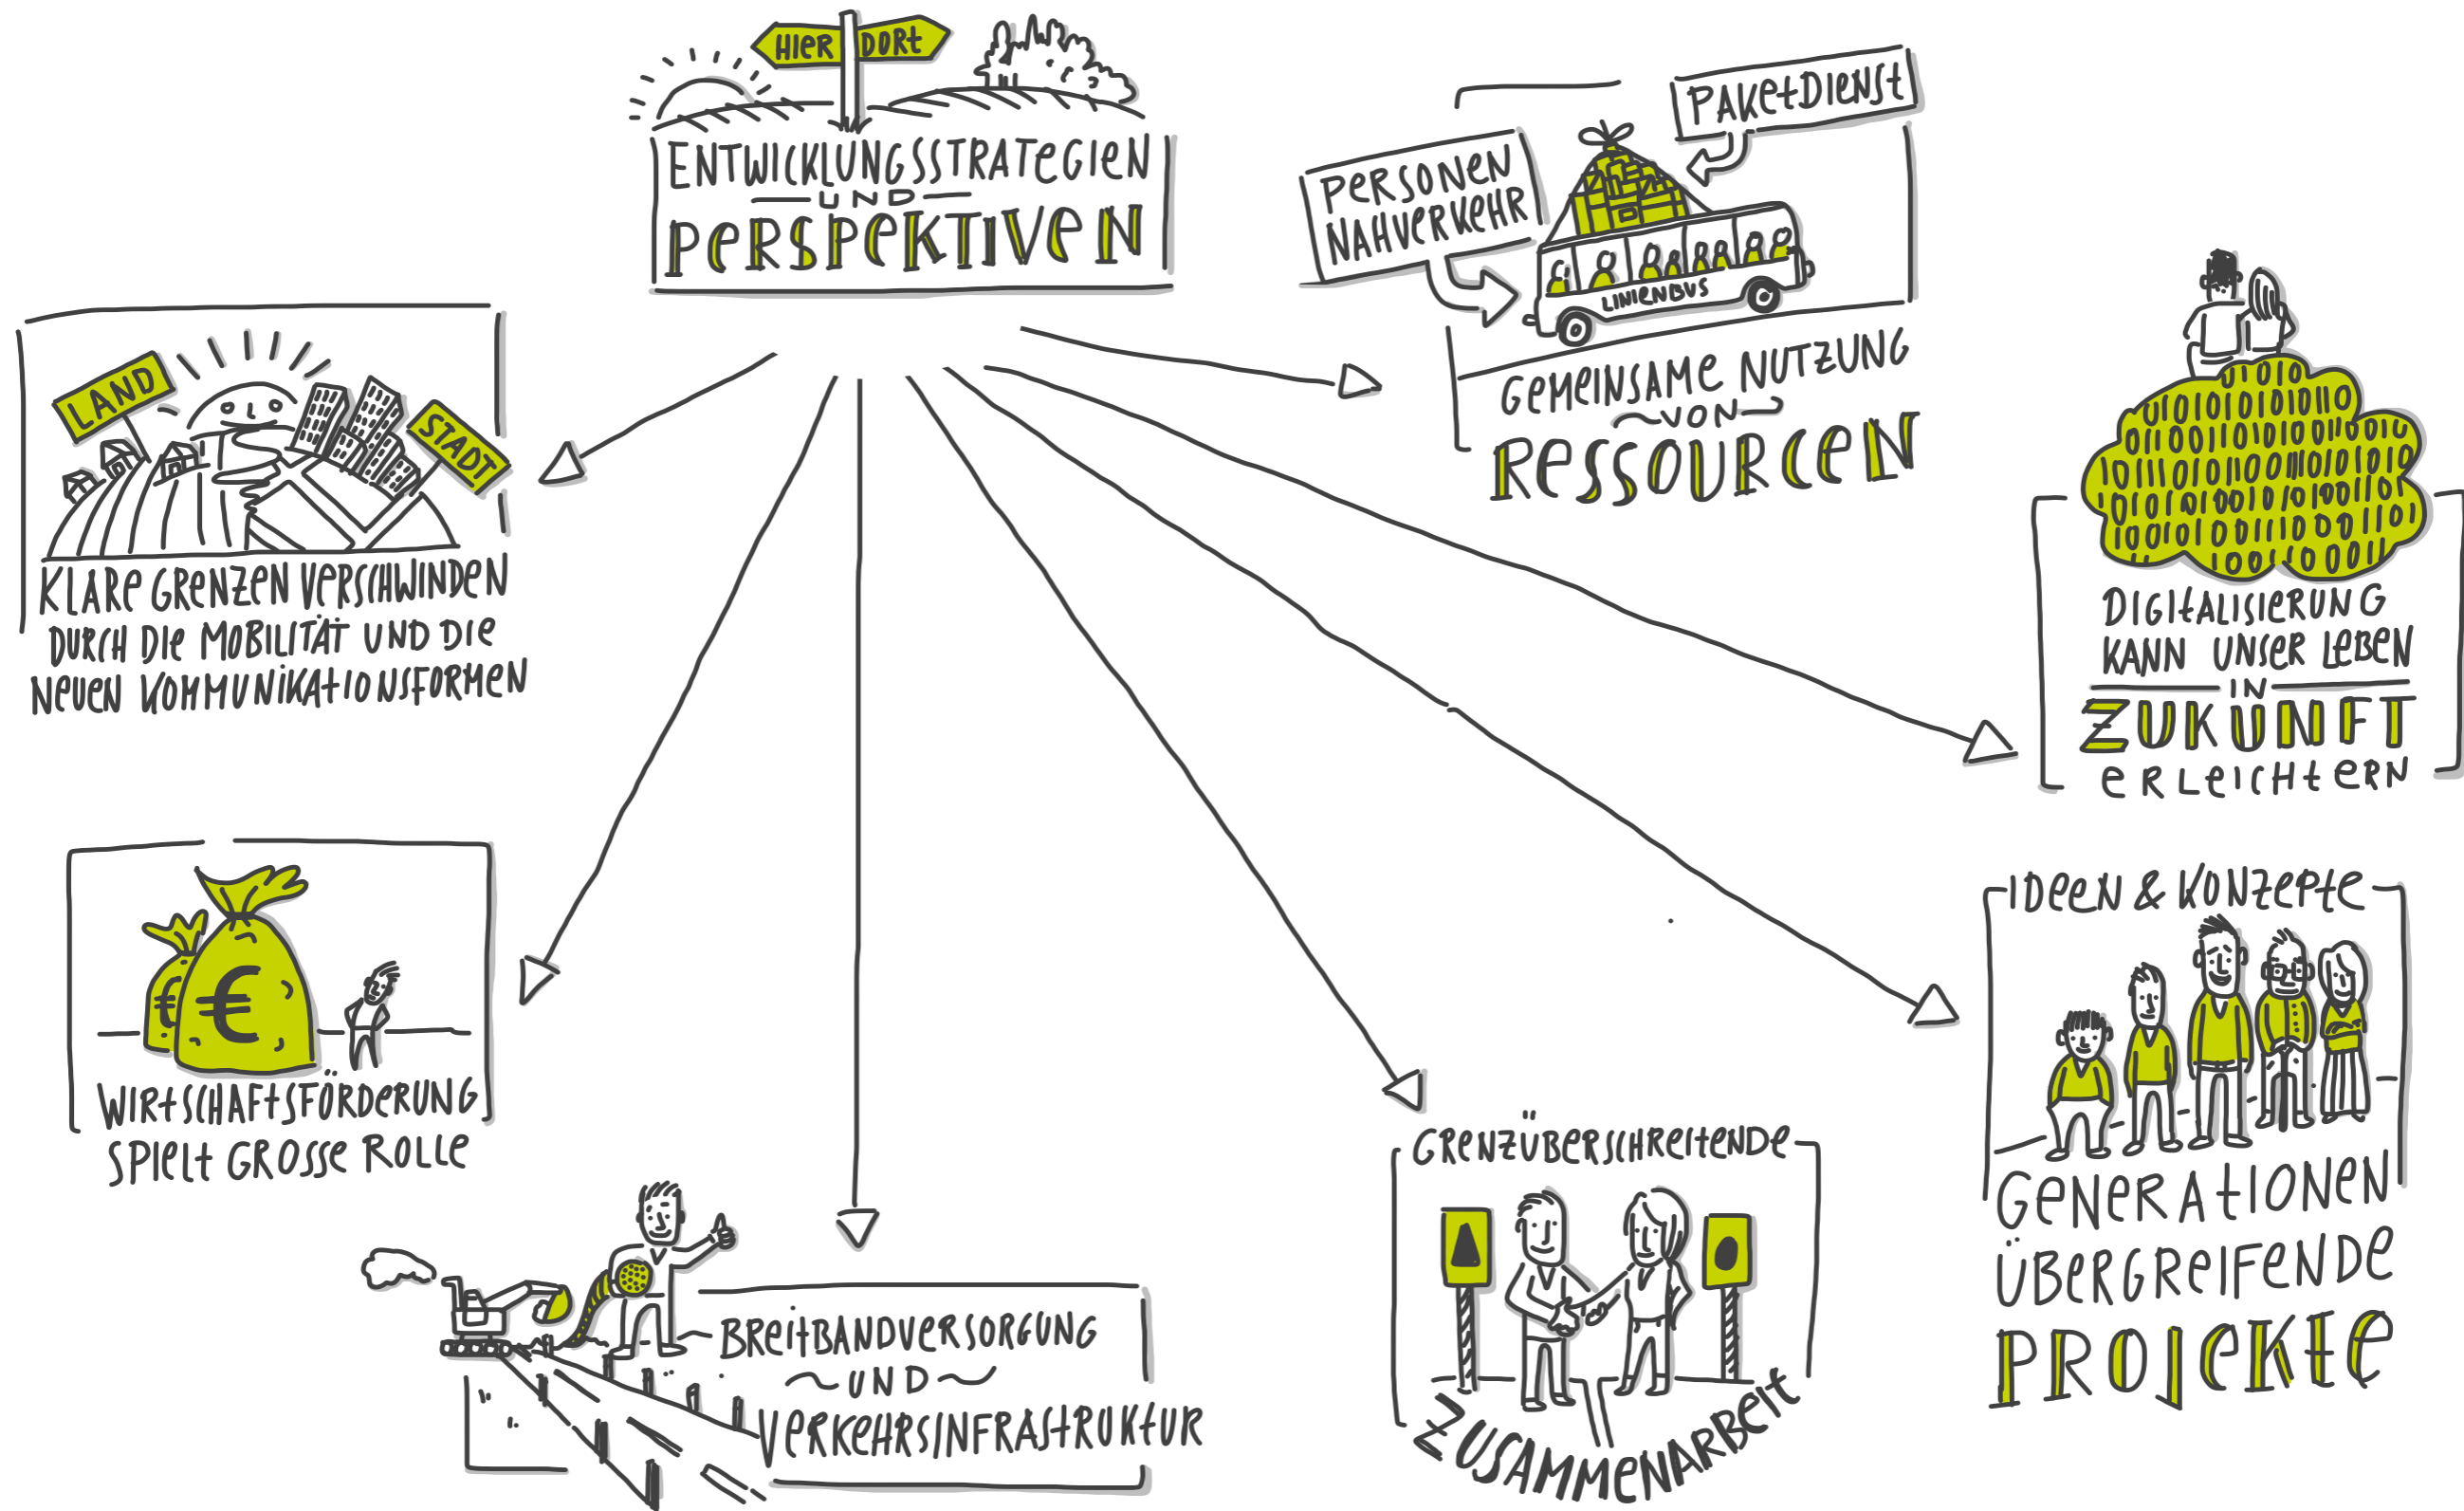 HIER DORT
ENTWICKLUNGSSTRATEGIEN
UND
PERSPEKTIVEN
LAND
STADT
KLARE GRENZEN VERSCHWINDEN
DURCH DIE MOBILITÄT UND DIE
NEUEN KOMMUNIKATIONSFORMEN
€ €
WIRTSCHAFTSFÖRDERUNG
SPIELT GROSSE ROLLE
BREITBANDVERSORGUNG
UND
VERKEHRSINFRASTRUKTUR
GRENZÜBERSCHREITENDE
ZUSAMMENARBEIT
IDEEN & KONZEPTE
GENERATIONEN
ÜBERGREIFENDE
PROJEKTE
DIGITALISIERUNG
KANN UNSER LEBEN
IN
ZUKUNFT
ERLEICHTERN
PAKETDIENST
PERSONEN
NAHVERKEHR
LINIENBUS
GEMEINSAME NUTZUNG
VON
RESSOURCEN